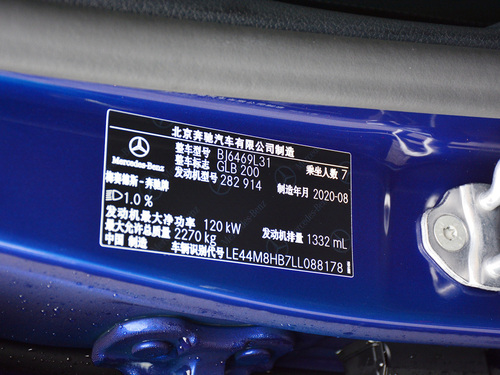 北京奔驰汽车有限公司制造
整车型号 BJ6469L31 乘坐人数 7
整车标志 GLB 200
Mercedes-Benz
发动机型号 282 914 制造年月 2020-08
梅赛德斯-奔驰牌
1.0 %
发动机最大净功率 120 kW 发动机排量 1332 mL
最大允许总质量 2270 kg
中国 制造 车辆识别代号 LE44M8HB7LL088178